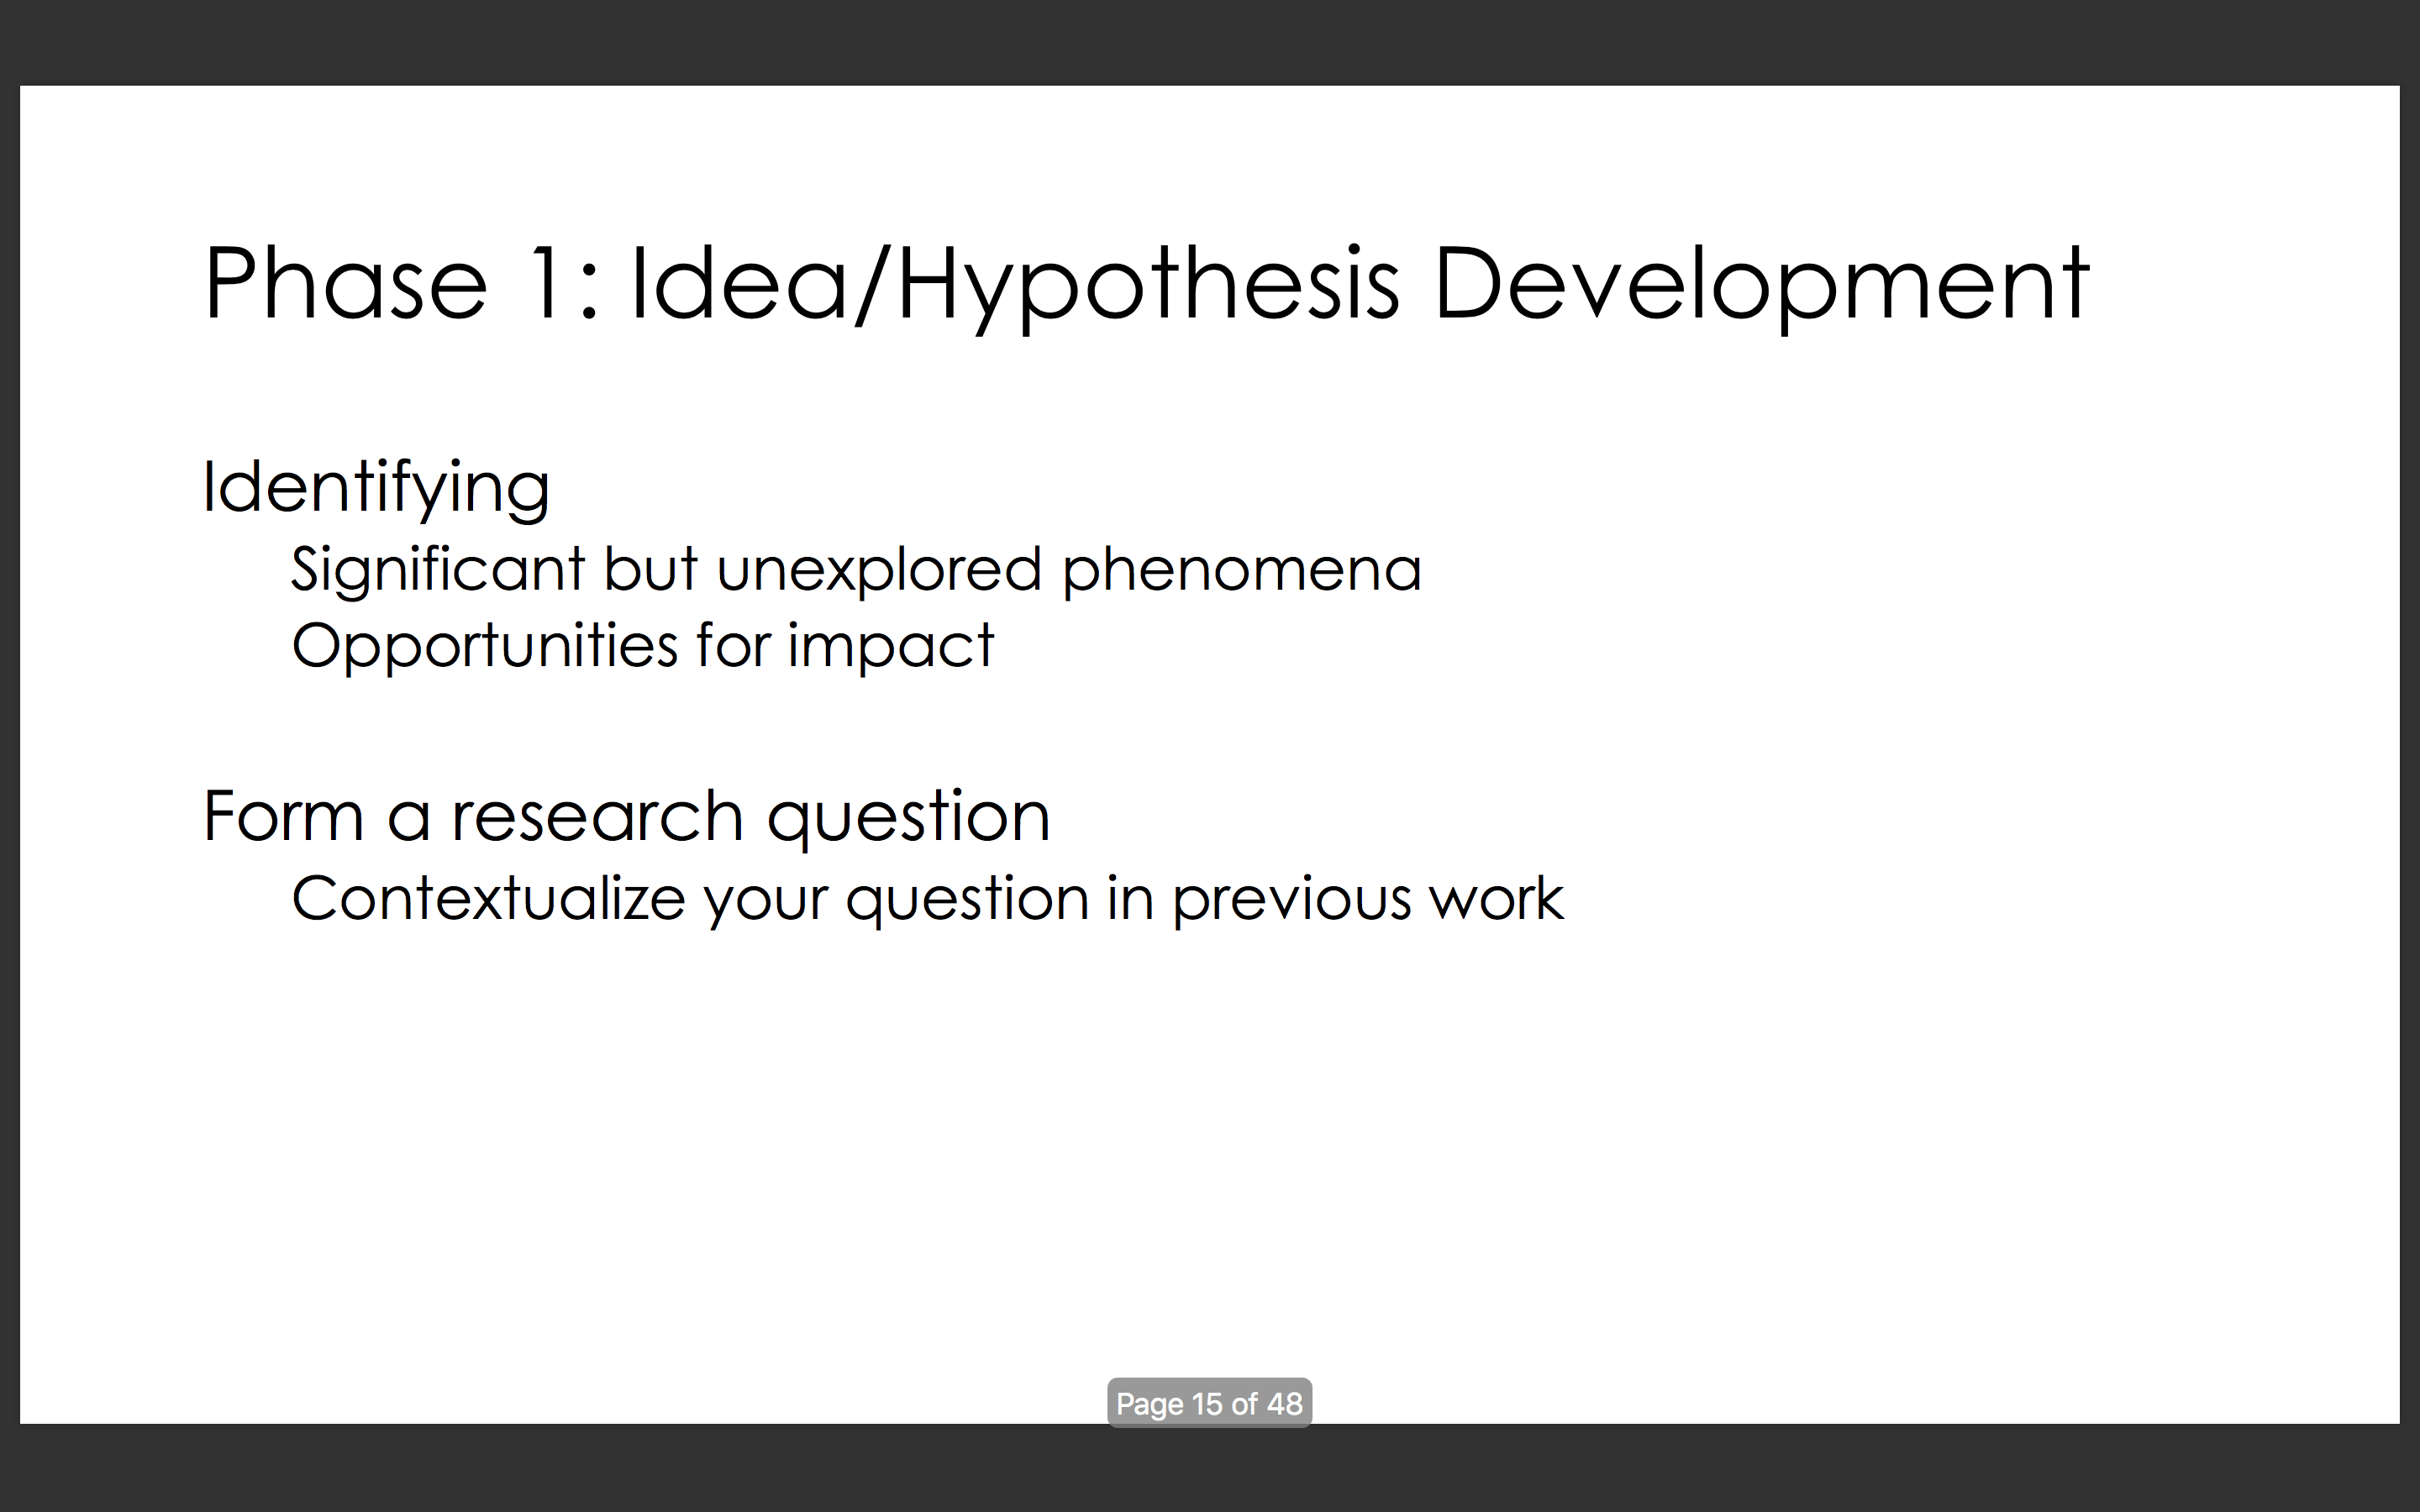 Phase 1: Idea/Hypothesis Development
Identifying
Significant but unexplored phenomena
Opportunities for impact
Form a research question
Contextualize your question in previous work
Page 15 of 48